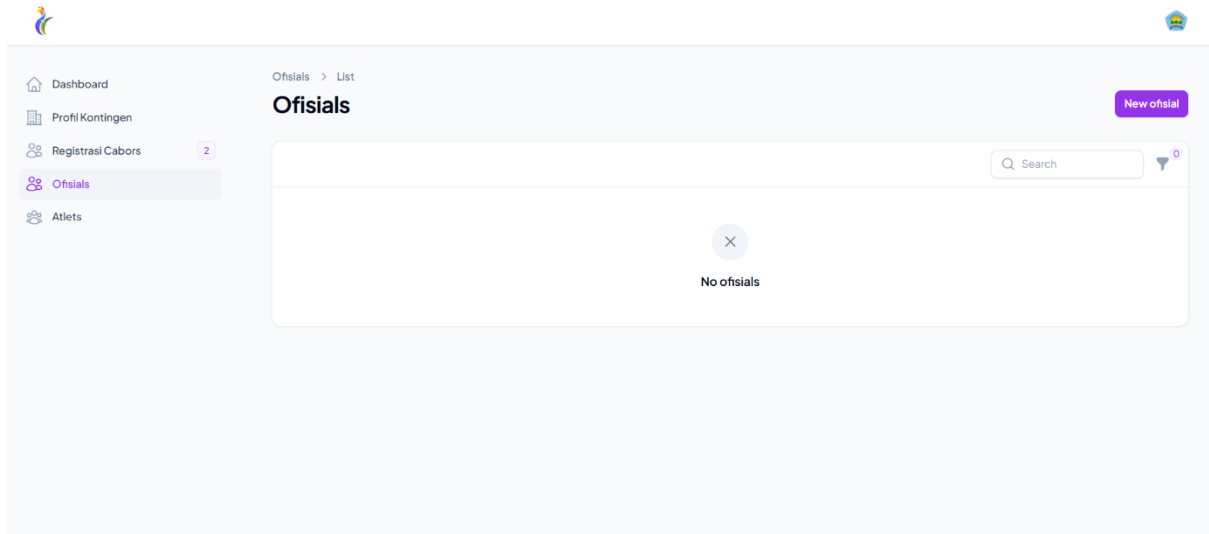 Dashboard
Profil Kontingen
Registrasi Cabors 2
Ofisials
Atlets
Ofisials > List
Ofisials
New ofisial
Search
0
No ofisials